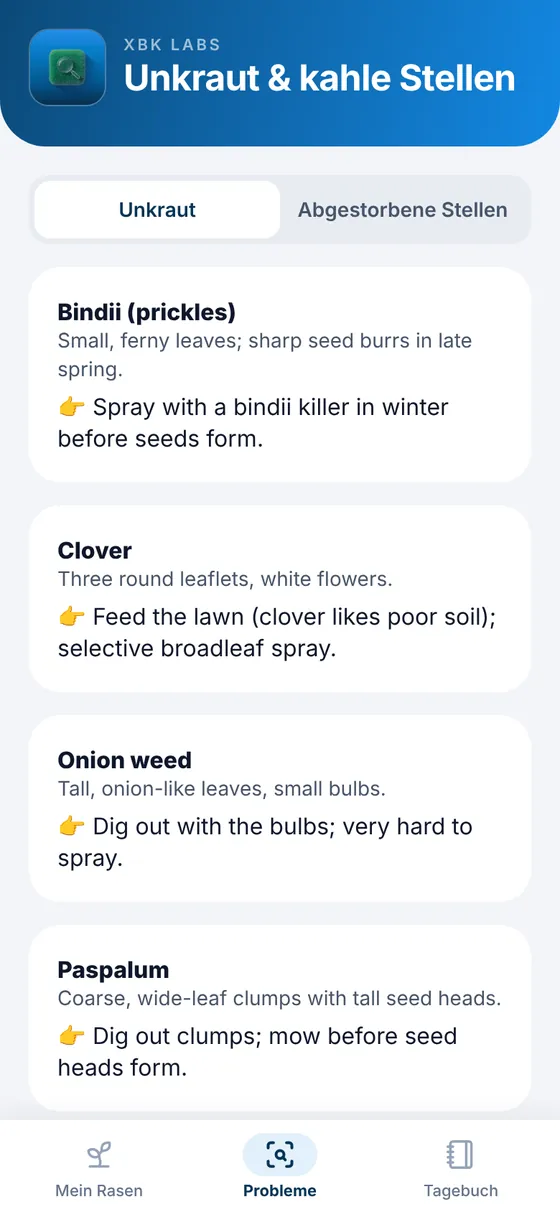 XBK LABS
Unkraut & kahle Stellen
Unkraut
Abgestorbene Stellen
Bindii (prickles)
Small, ferny leaves; sharp seed burrs in late
spring.
👉 Spray with a bindii killer in winter
before seeds form.
Clover
Three round leaflets, white flowers.
👉 Feed the lawn (clover likes poor soil);
selective broadleaf spray.
Onion weed
Tall, onion-like leaves, small bulbs.
👉 Dig out with the bulbs; very hard to
spray.
Paspalum
Coarse, wide-leaf clumps with tall seed heads.
👉 Dig out clumps; mow before seed
heads form.
Mein Rasen
Probleme
Tagebuch